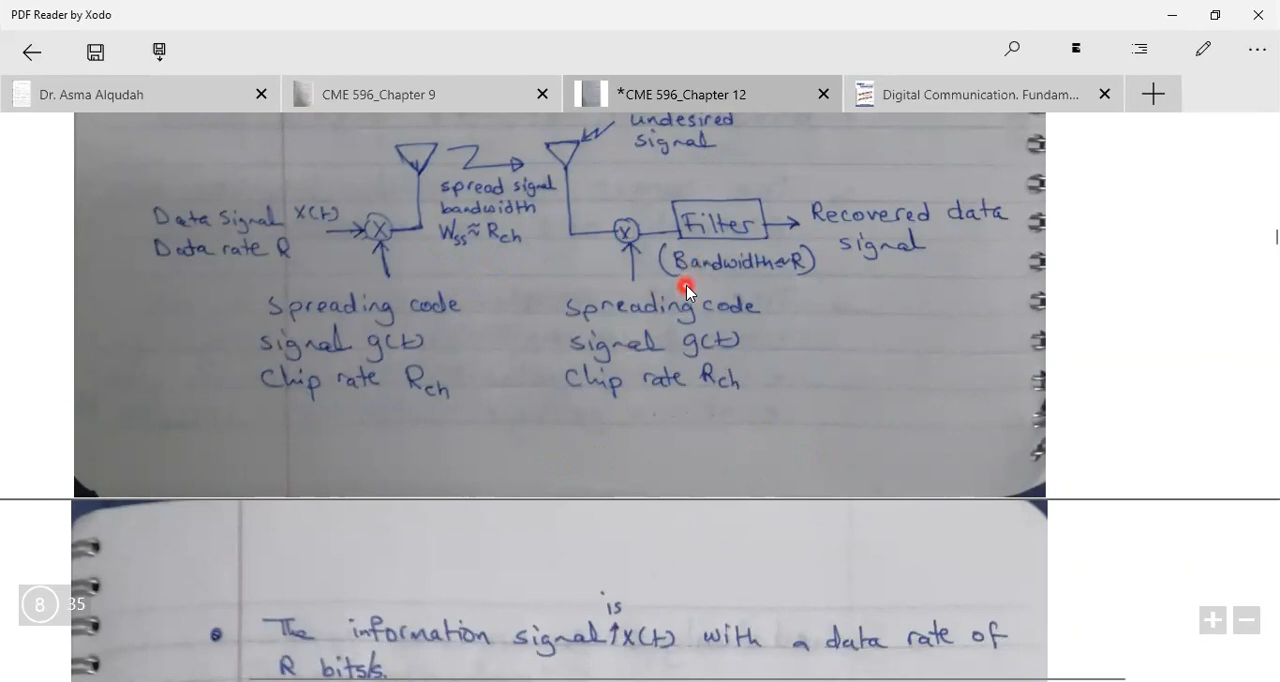 PDF Reader by Xodo
Dr. Asma Alqudah
CME 596_Chapter 9
*CME 596_Chapter 12
Digital Communication. Fundam...
undesired
signal
spread signal
bandwidth
Wss ≈ Rch
Data Signal X(t)
Data rate R
X
X
Filter
(Bandwidth≈R)
Recovered data
signal
Spreading code
signal g(t)
Chip rate Rch
Spreading code
signal g(t)
Chip rate Rch
8 35
is
• The information signal ↑ X(t) with a data rate of
R bits/s.